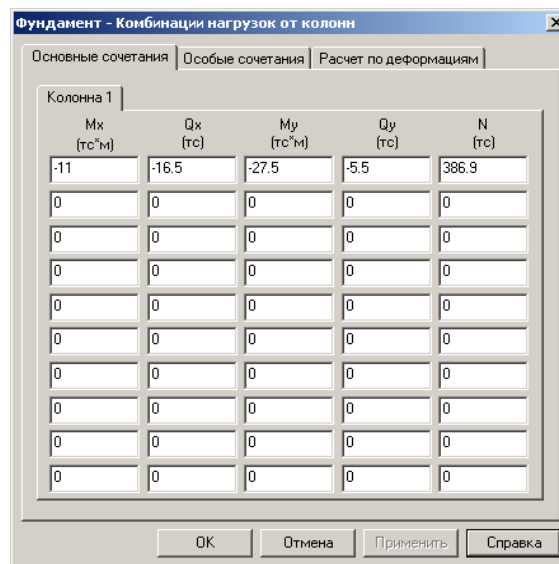 Фундамент - Комбинации нагрузок от колонн
Основные сочетания Особые сочетания Расчет по деформациям
Колонна 1
Mx Qx My Qy N
(тс*м) (тс) (тс*м) (тс) (тс)
-11 -16.5 -27.5 -5.5 386.9
0 0 0 0 0
0 0 0 0 0
0 0 0 0 0
0 0 0 0 0
0 0 0 0 0
0 0 0 0 0
0 0 0 0 0
0 0 0 0 0
0 0 0 0 0
OK Отмена Применить Справка